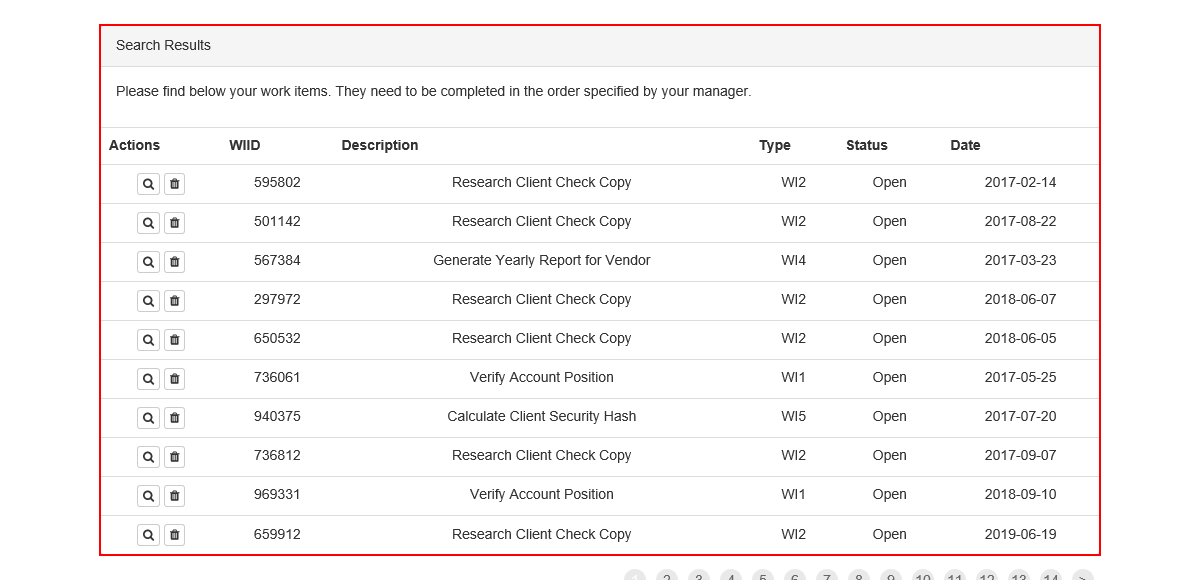 Search Results
Please find below your work items. They need to be completed in the order specified by your manager.
Actions WIID Description Type Status Date
595802 Research Client Check Copy WI2 Open 2017-02-14
501142 Research Client Check Copy WI2 Open 2017-08-22
567384 Generate Yearly Report for Vendor WI4 Open 2017-03-23
297972 Research Client Check Copy WI2 Open 2018-06-07
650532 Research Client Check Copy WI2 Open 2018-06-05
736061 Verify Account Position WI1 Open 2017-05-25
940375 Calculate Client Security Hash WI5 Open 2017-07-20
736812 Research Client Check Copy WI2 Open 2017-09-07
969331 Verify Account Position WI1 Open 2018-09-10
659912 Research Client Check Copy WI2 Open 2019-06-19
1 2 3 4 5 6 7 8 9 10 11 12 13 14 >